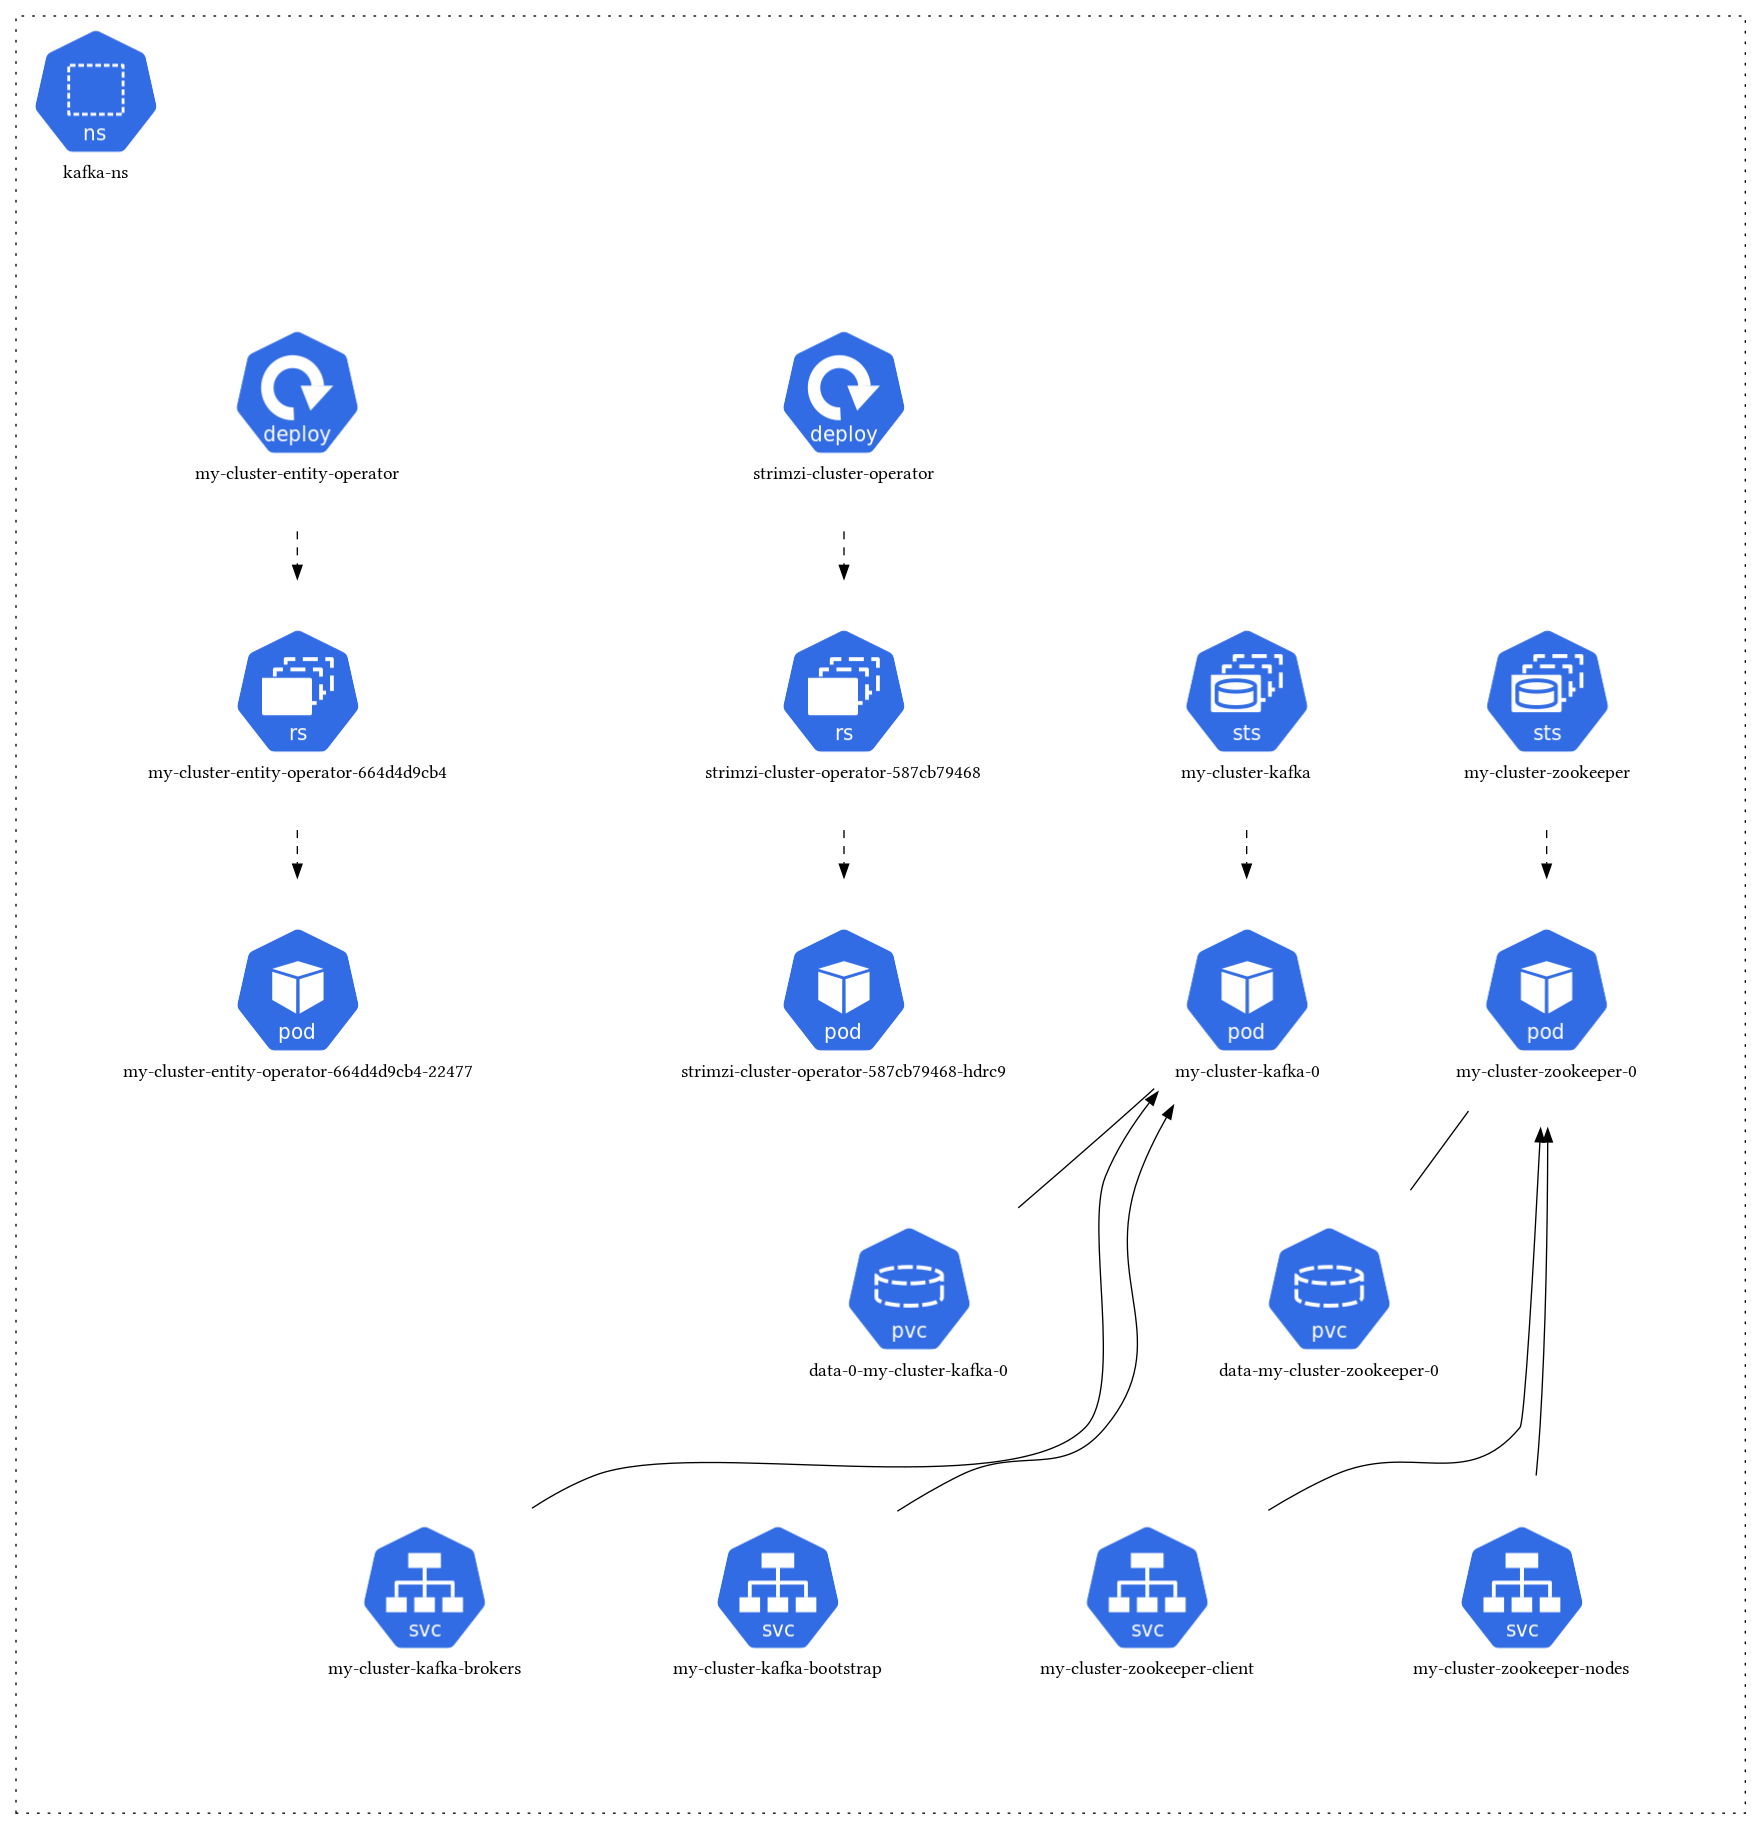 ns
kafka-ns
deploy
my-cluster-entity-operator
deploy
strimzi-cluster-operator
rs
my-cluster-entity-operator-664d4d9cb4
rs
strimzi-cluster-operator-587cb79468
sts
my-cluster-kafka
sts
my-cluster-zookeeper
pod
my-cluster-entity-operator-664d4d9cb4-22477
pod
strimzi-cluster-operator-587cb79468-hdrc9
pod
my-cluster-kafka-0
pod
my-cluster-zookeeper-0
pvc
data-0-my-cluster-kafka-0
pvc
data-my-cluster-zookeeper-0
svc
my-cluster-kafka-brokers
svc
my-cluster-kafka-bootstrap
svc
my-cluster-zookeeper-client
svc
my-cluster-zookeeper-nodes